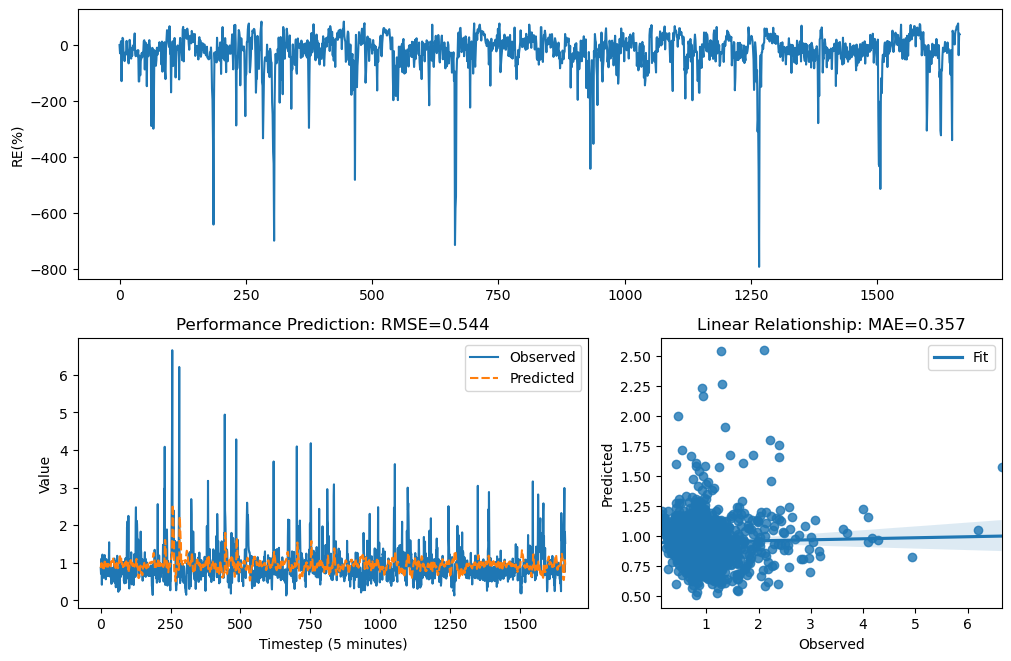 RE(%)
0
−200
−400
−600
−800
0 250 500 750 1000 1250 1500
Performance Prediction: RMSE=0.544
Value
6
5
4
3
2
1
0
Observed
Predicted
0 250 500 750 1000 1250 1500
Timestep (5 minutes)
Linear Relationship: MAE=0.357
Predicted
2.50
2.25
2.00
1.75
1.50
1.25
1.00
0.75
0.50
Fit
1 2 3 4 5 6
Observed